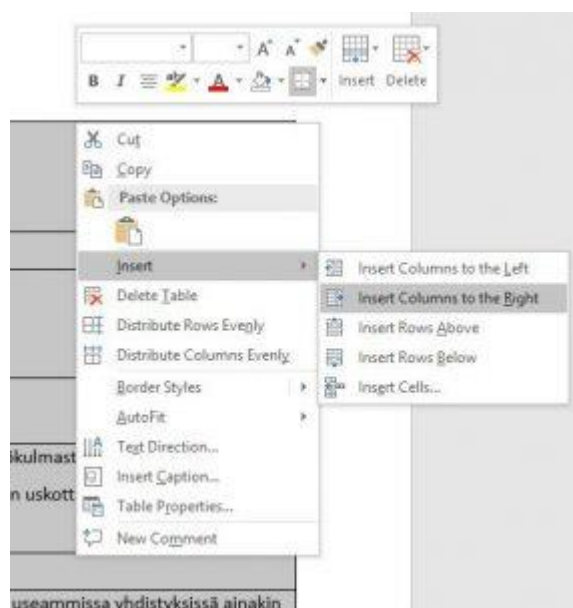 A A
B I A Insert Delete
Cut
Copy
Paste Options:
Insert
Delete Table
Distribute Rows Evenly
Distribute Columns Evenly
Border Styles
AutoFit
Text Direction...
Insert Caption...
Table Properties...
New Comment
Insert Columns to the Left
Insert Columns to the Right
Insert Rows Above
Insert Rows Below
Insert Cells...
ökulmast
n uskott
useammissa yhdistyksissä ainakin